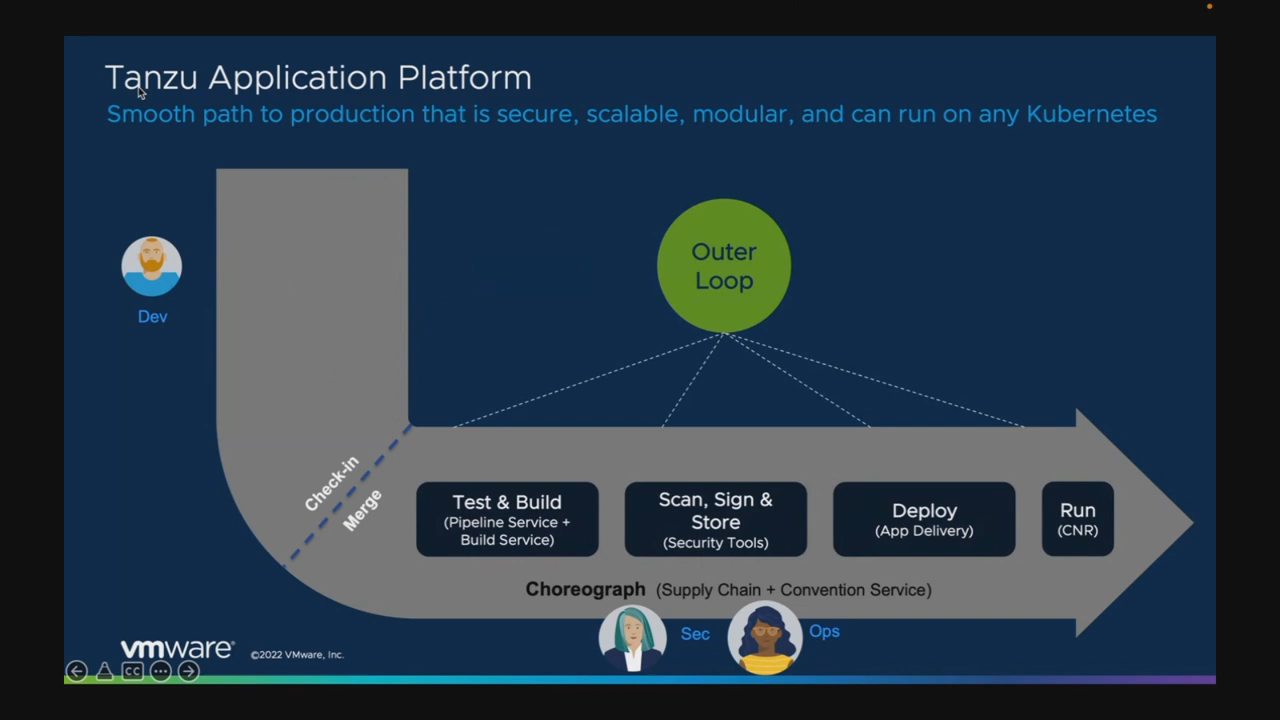 Tanzu Application Platform
Smooth path to production that is secure, scalable, modular, and can run on any Kubernetes
Outer
Loop
Dev
Check-in
Merge
Test & Build
(Pipeline Service +
Build Service)
Scan, Sign &
Store
(Security Tools)
Deploy
(App Delivery)
Run
(CNR)
Choreograph (Supply Chain + Convention Service)
Sec
Ops
vmware®
©2022 VMware, Inc.
CC